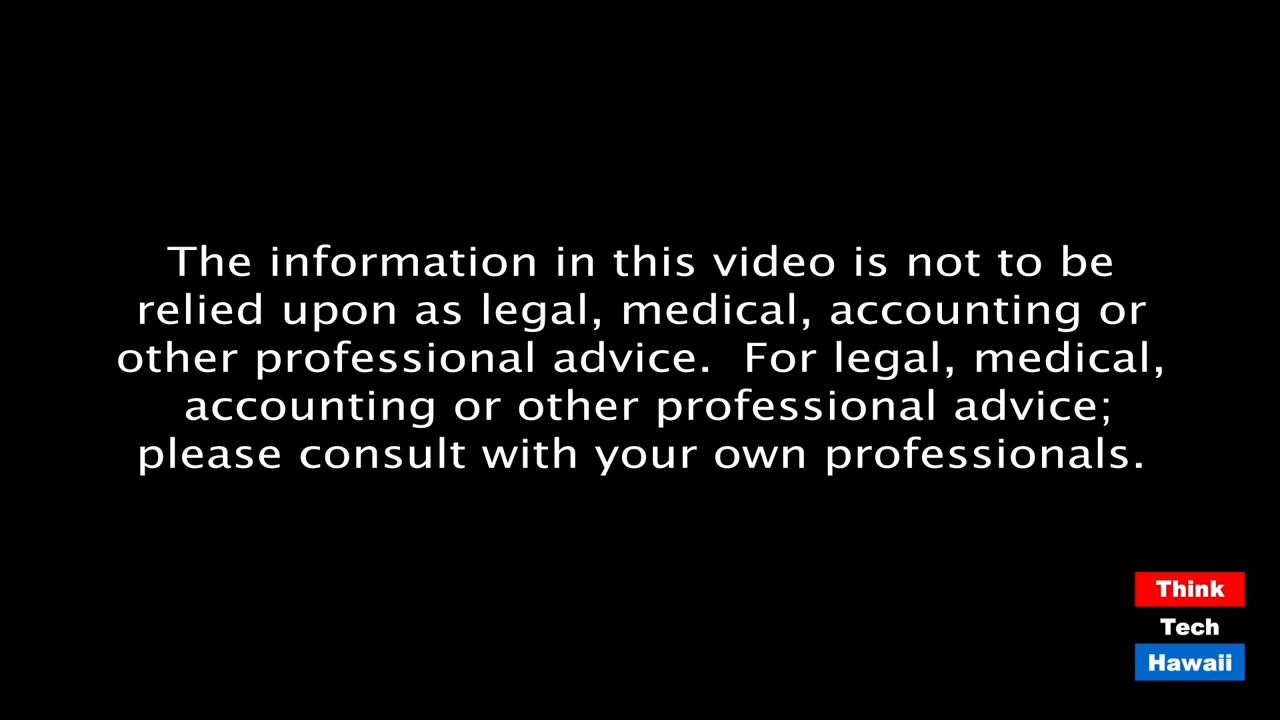 The information in this video is not to be
relied upon as legal, medical, accounting or
other professional advice.  For legal, medical,
accounting or other professional advice;
please consult with your own professionals.
Think
Tech
Hawaii